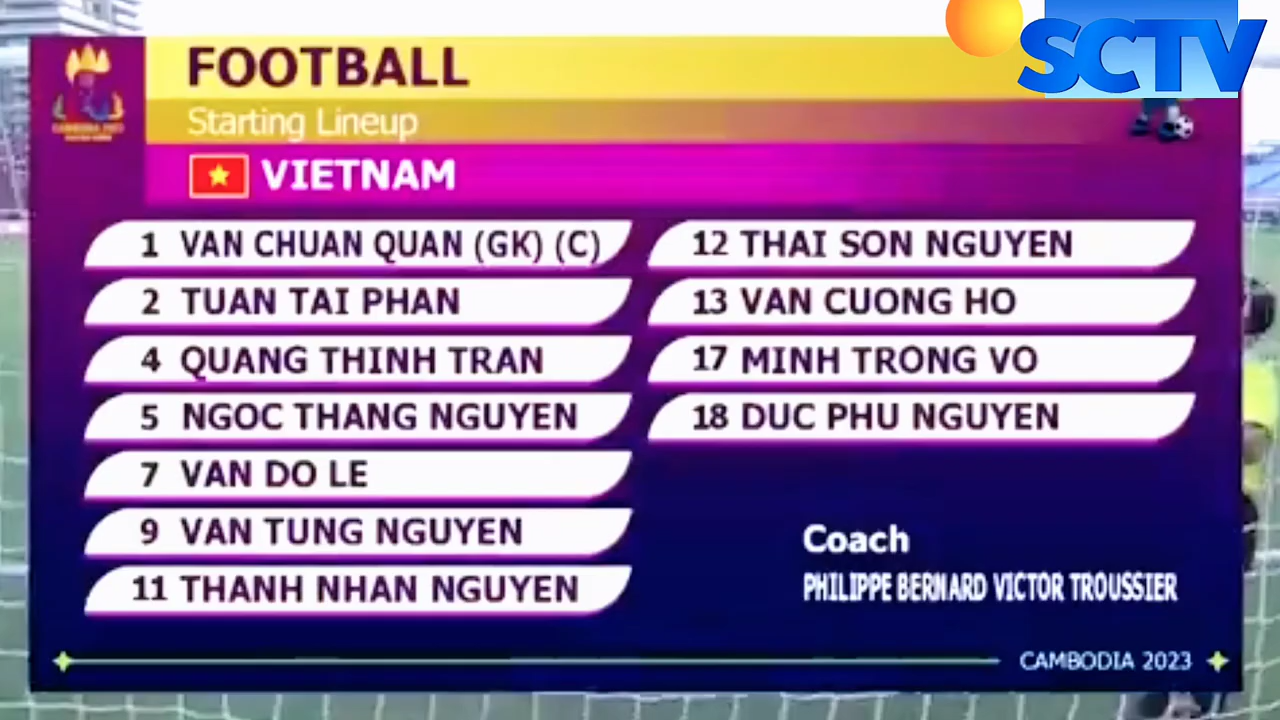 SCTV
FOOTBALL
Starting Lineup
VIETNAM
1 VAN CHUAN QUAN (GK) (C)
2 TUAN TAI PHAN
4 QUANG THINH TRAN
5 NGOC THANG NGUYEN
7 VAN DO LE
9 VAN TUNG NGUYEN
11 THANH NHAN NGUYEN
12 THAI SON NGUYEN
13 VAN CUONG HO
17 MINH TRONG VO
18 DUC PHU NGUYEN
Coach
PHILIPPE BERNARD VICTOR TROUSSIER
CAMBODIA 2023
CAMBODIA 2023